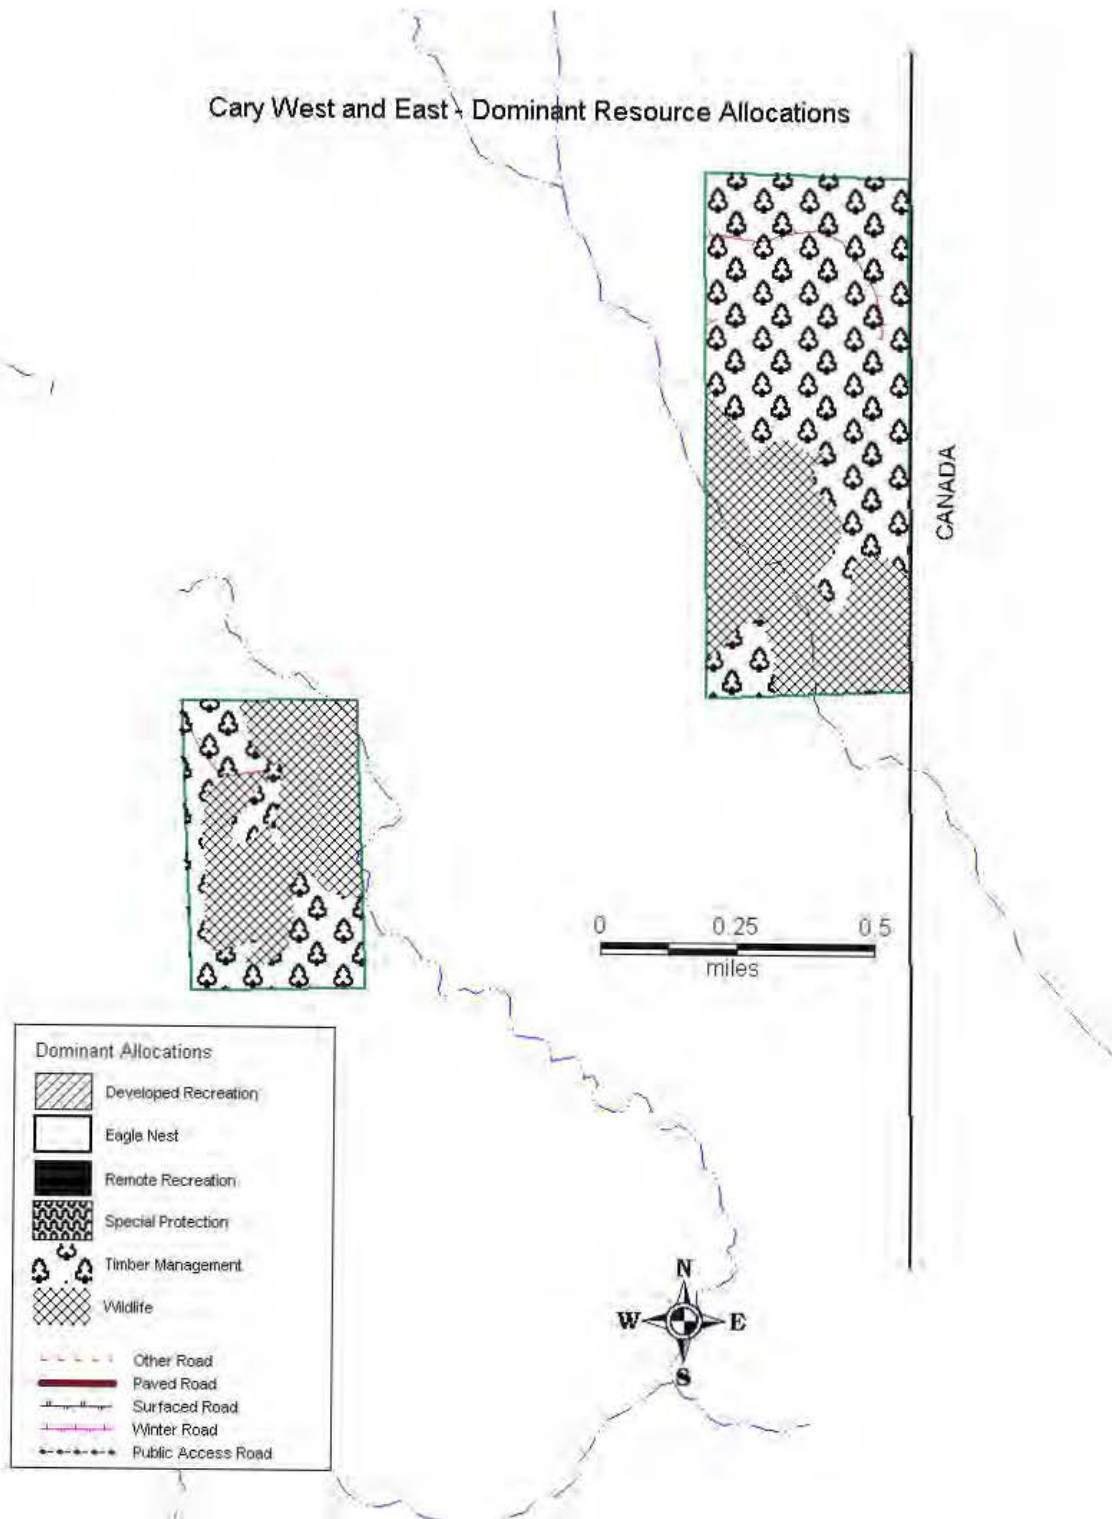 Cary West and East - Dominant Resource Allocations
CANADA
0 0.25 0.5
miles
Dominant Allocations
Developed Recreation
Eagle Nest
Remote Recreation
Special Protection
Timber Management
Wildlife
Other Road
Paved Road
Surfaced Road
Winter Road
Public Access Road
N
W E
S